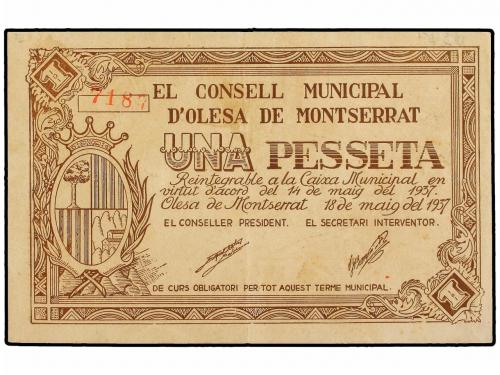 7187
EL CONSELL MUNICIPAL
D'OLESA DE MONTSERRAT
UNA PESSETA
Reintegrable a la Caixa Municipal en
virtut d'acord del 14 de maig del 1937.
Olesa de Montserrat 18 de maig del 1937
EL CONSELLER PRESIDENT. EL SECRETARI INTERVENTOR.
DE CURS OBLIGATORI PER TOT AQUEST TERME MUNICIPAL.